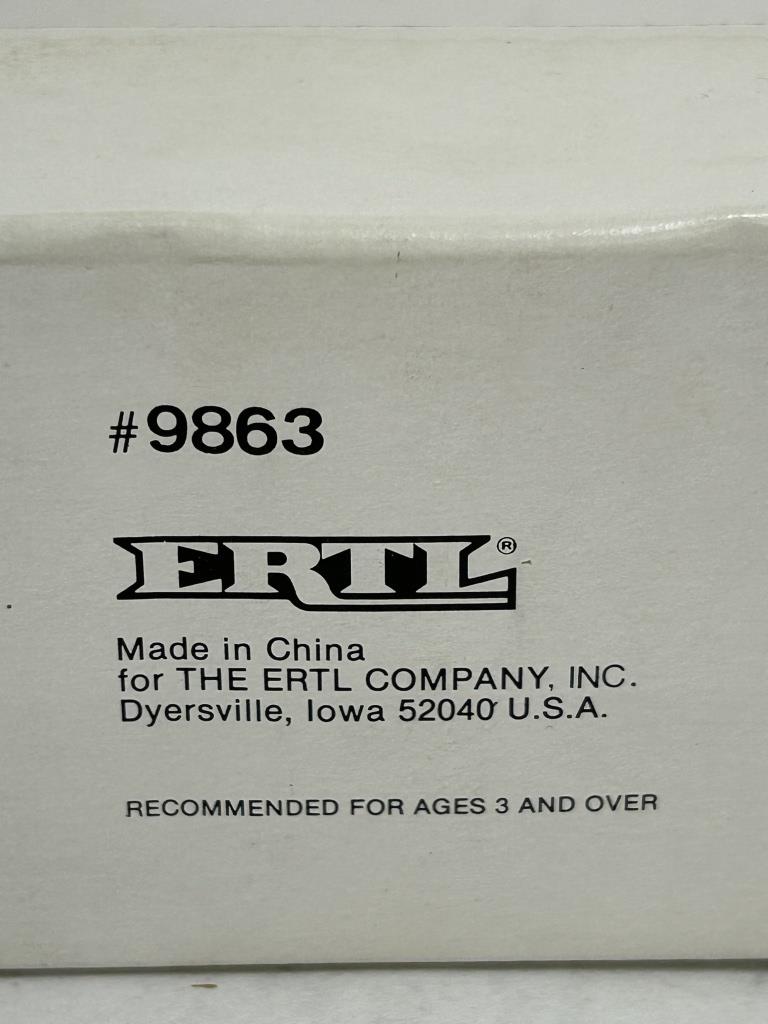 #9863
ERTL®
Made in China
for THE ERTL COMPANY, INC.
Dyersville, Iowa 52040 U.S.A.
RECOMMENDED FOR AGES 3 AND OVER